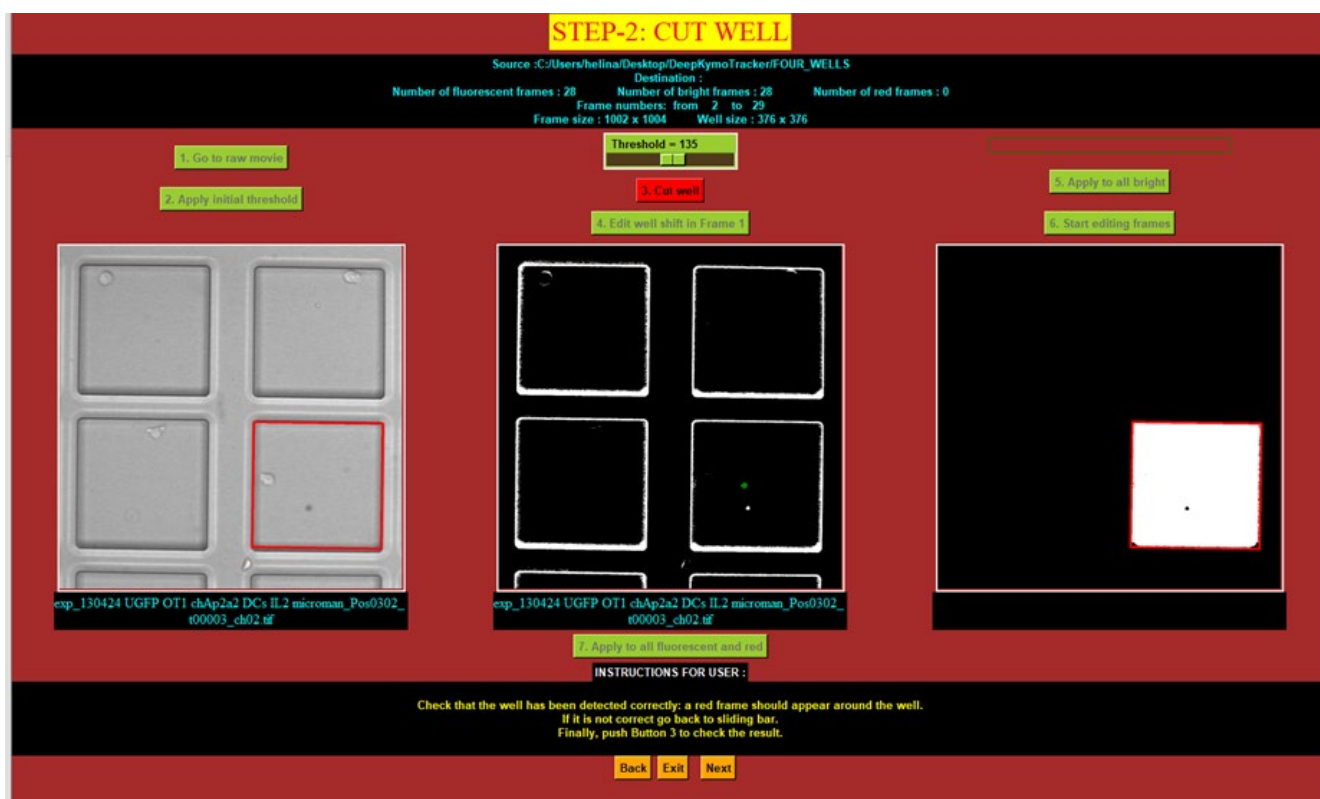 STEP-2: CUT WELL
Source :C:/Users/helina/Desktop/DeepKymoTracker/FOUR_WELLS
Destination :
Number of fluorescent frames : 28 Number of bright frames : 28 Number of red frames : 0
Frame numbers: from 2 to 29
Frame size : 1002 x 1004 Well size : 376 x 376
1. Go to raw movie
2. Apply initial threshold
Threshold = 135
3. Cut well
4. Edit well shift in Frame 1
5. Apply to all bright
6. Start editing frames
exp_130424 UGFP OT1 chAp2a2 DCs IL2 microman_Pos0302_
t00003_ch02.tif
exp_130424 UGFP OT1 chAp2a2 DCs IL2 microman_Pos0302_
t00003_ch02.tif
7. Apply to all fluorescent and red
INSTRUCTIONS FOR USER :
Check that the well has been detected correctly: a red frame should appear around the well.
If it is not correct go back to sliding bar.
Finally, push Button 3 to check the result.
Back Exit Next